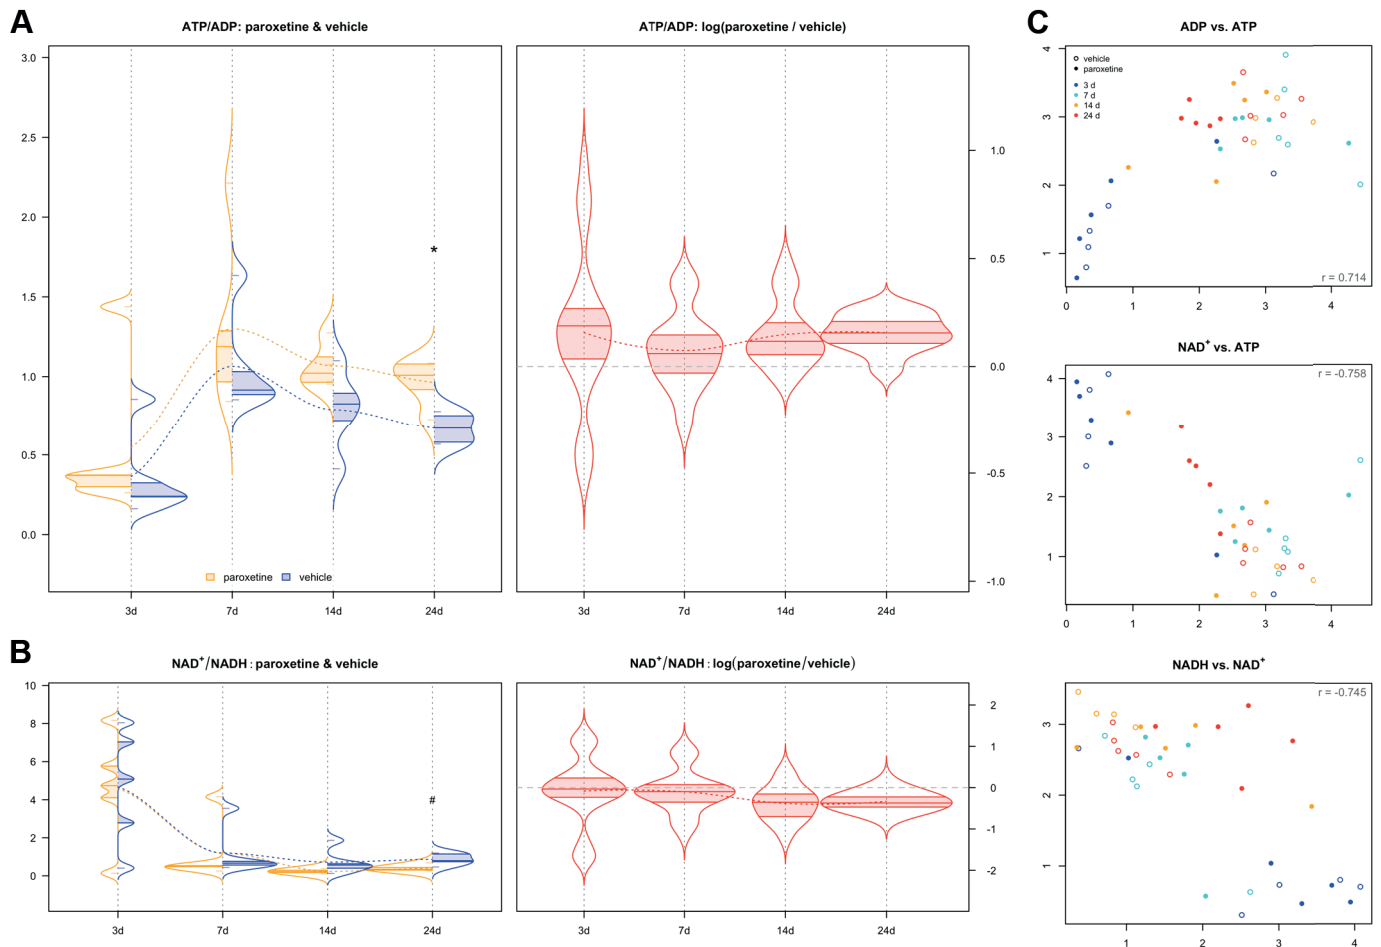 A
ATP/ADP: paroxetine & vehicle
3.0
2.5
2.0
1.5
1.0
0.5
0.0
*
paroxetine
vehicle
3d
7d
14d
24d
ATP/ADP: log(paroxetine / vehicle)
1.0
0.5
0.0
-0.5
-1.0
3d
7d
14d
24d
B
NAD⁺/NADH : paroxetine & vehicle
10
8
6
4
2
0
#
3d
7d
14d
24d
NAD⁺/NADH : log(paroxetine/vehicle)
2
1
0
-1
-2
3d
7d
14d
24d
C
ADP vs. ATP
vehicle
paroxetine
3 d
7 d
14 d
24 d
4
3
2
1
r = 0.714
0
1
2
3
4
NAD⁺ vs. ATP
r = -0.758
4
3
2
1
0
1
2
3
4
NADH vs. NAD⁺
r = -0.745
3
2
1
1
2
3
4